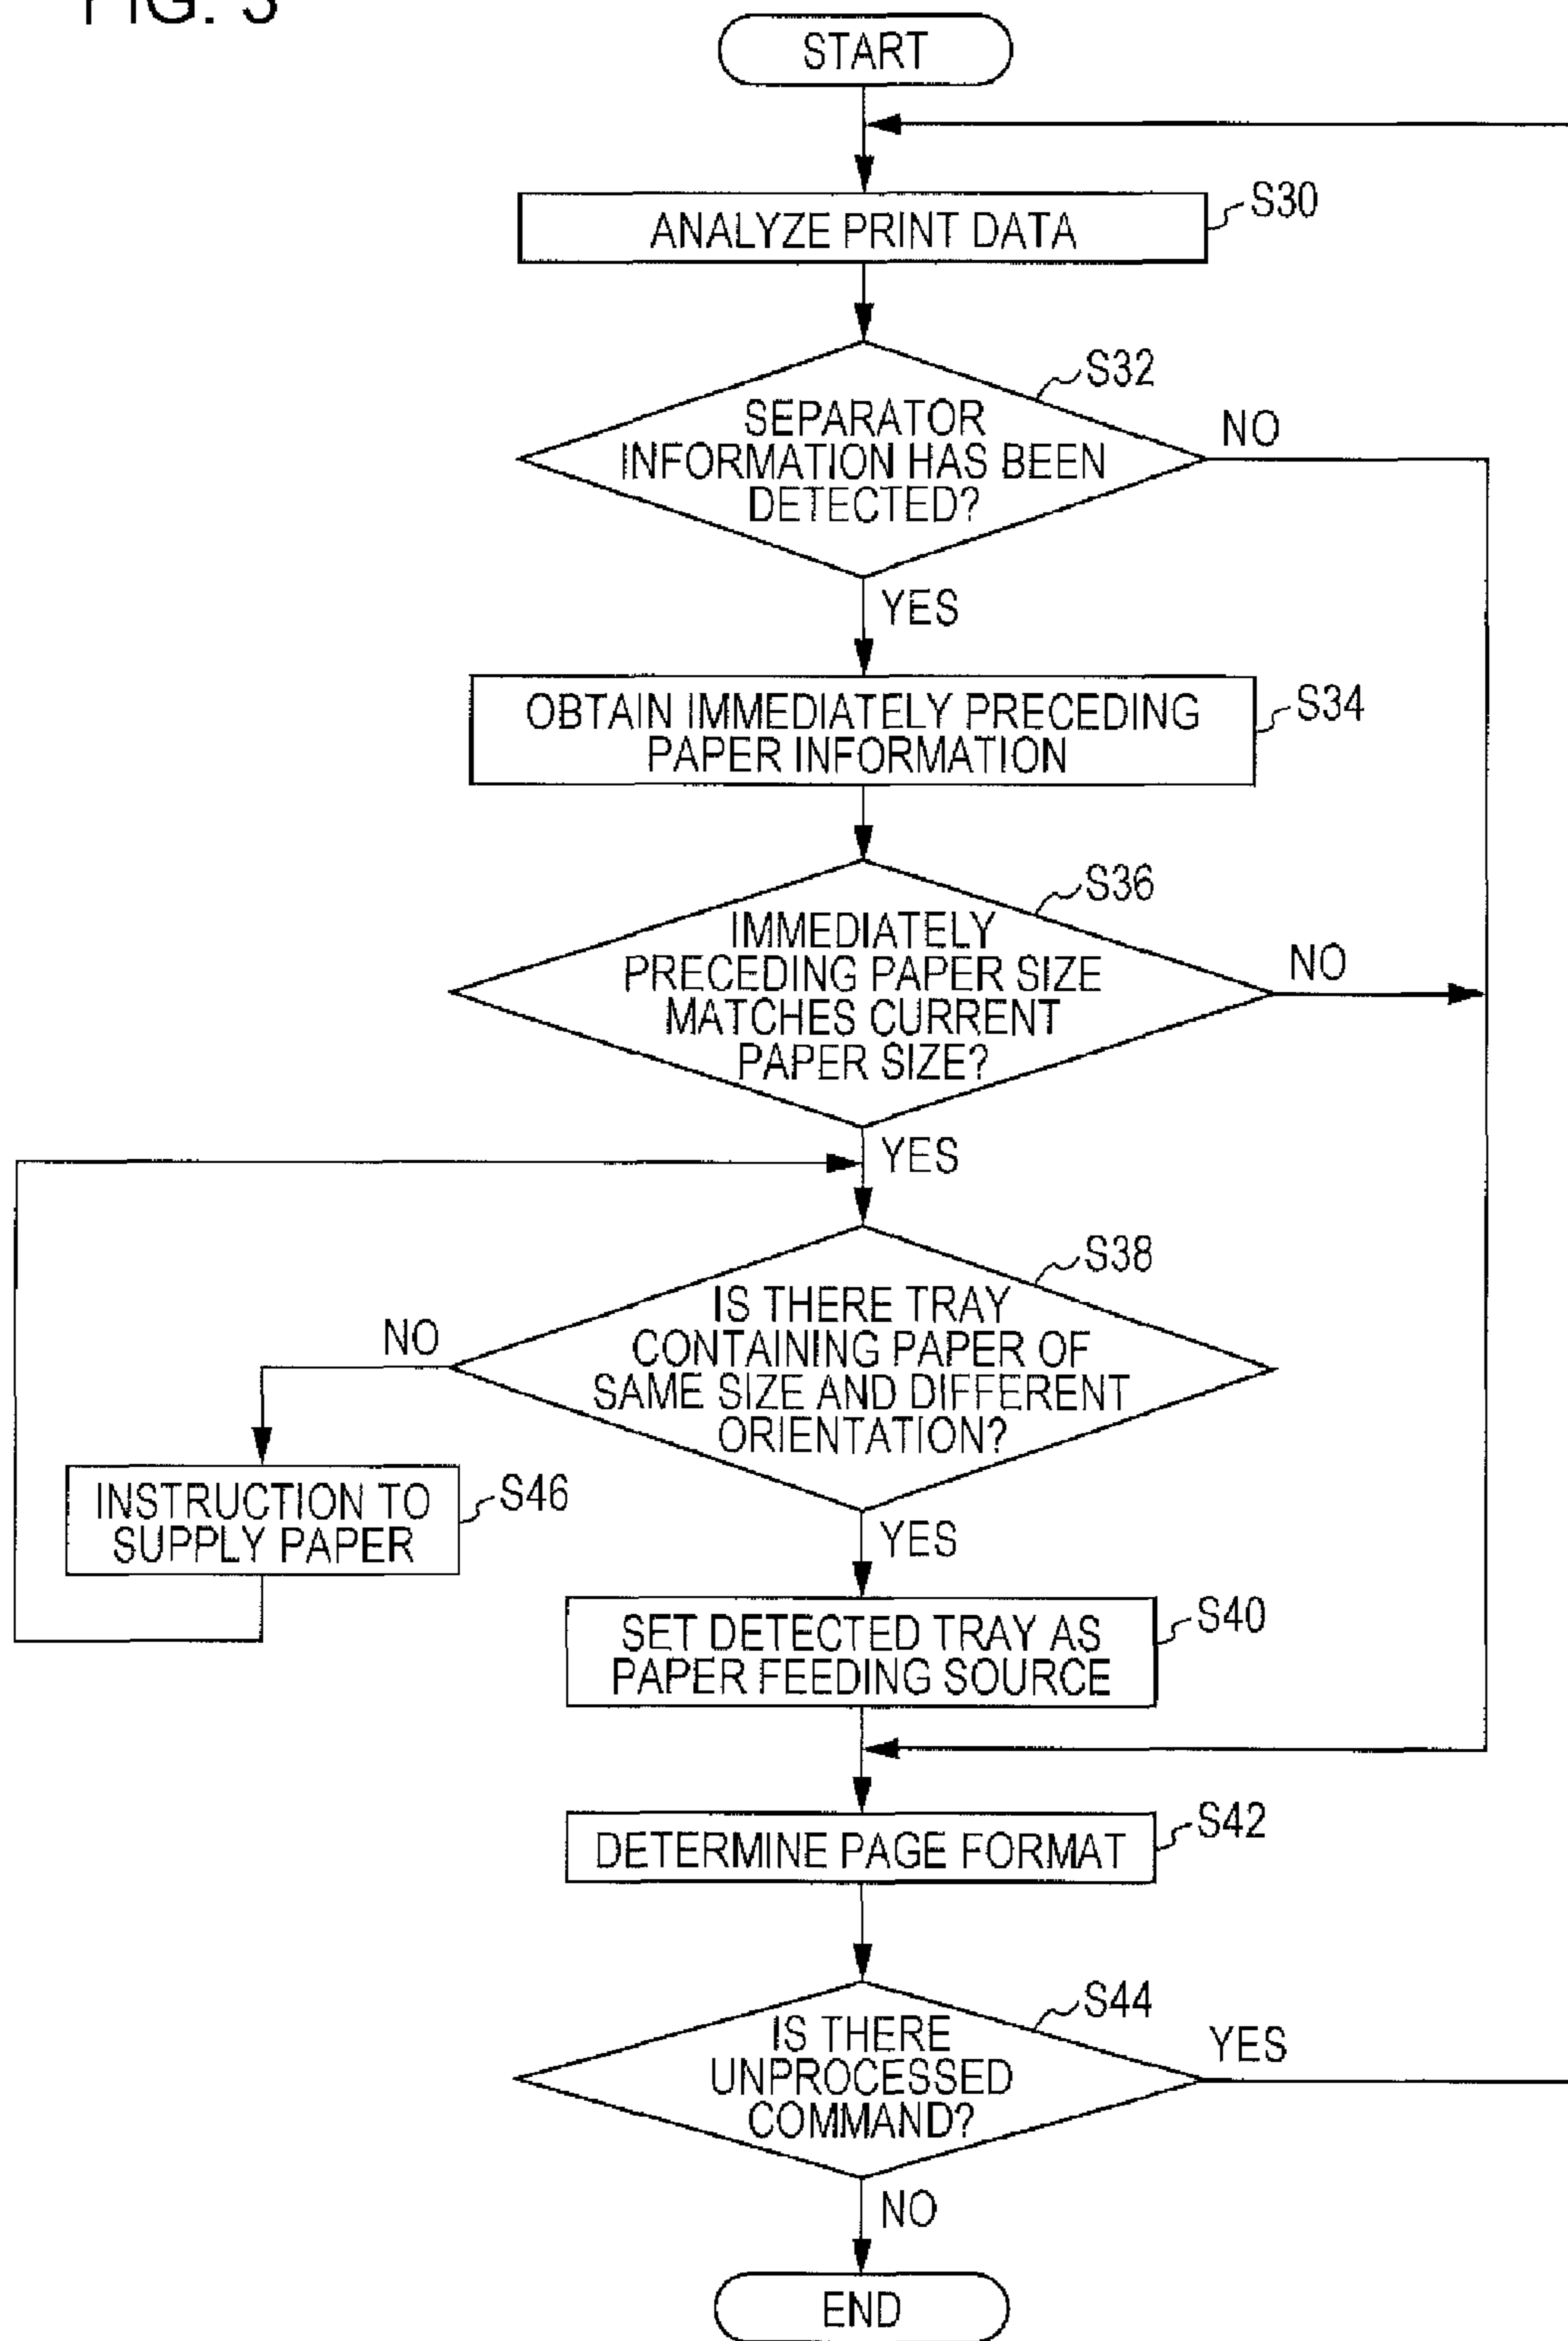 FIG. 3
START
ANALYZE PRINT DATA
S30
SEPARATOR
INFORMATION HAS BEEN
DETECTED?
S32
NO
YES
OBTAIN IMMEDIATELY PRECEDING
PAPER INFORMATION
S34
IMMEDIATELY
PRECEDING PAPER SIZE
MATCHES CURRENT
PAPER SIZE?
S36
NO
YES
IS THERE TRAY
CONTAINING PAPER OF
SAME SIZE AND DIFFERENT
ORIENTATION?
S38
NO
INSTRUCTION TO
SUPPLY PAPER
S46
YES
SET DETECTED TRAY AS
PAPER FEEDING SOURCE
S40
DETERMINE PAGE FORMAT
S42
IS THERE
UNPROCESSED
COMMAND?
S44
YES
NO
END